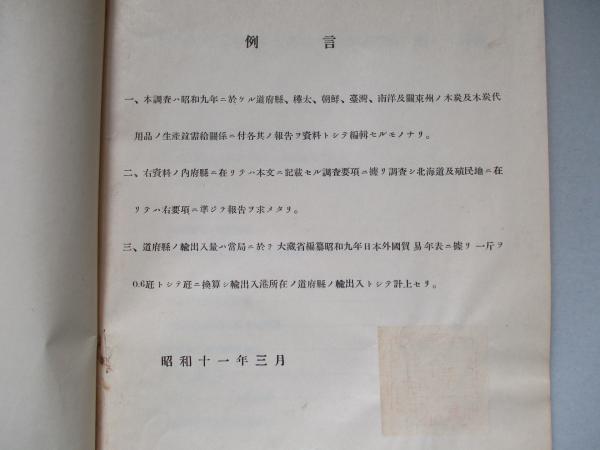 例言
一、本調査ハ昭和九年ニ於ケル道府縣、樺太、朝鮮、臺灣、南洋及關東州ノ木炭及木炭代
用品ノ生産竝需給關係ニ付各其ノ報告ヲ資料トシテ編輯セルモノナリ。
二、右資料ノ內府縣ニ在リテハ本文ニ記載セル調査要項ニ據リ調査シ北海道及殖民地ニ在
リテハ右要項ニ準ジテ報告ヲ求メタリ。
三、道府縣ノ輸出入量ハ當局ニ於テ大藏省編纂昭和九年日本外國貿易年表ニ據リ一斤ヲ
0.6瓩トシテ瓩ニ換算シ輸出入港所在ノ道府縣ノ輸出入トシテ計上セリ。
昭和十一年三月